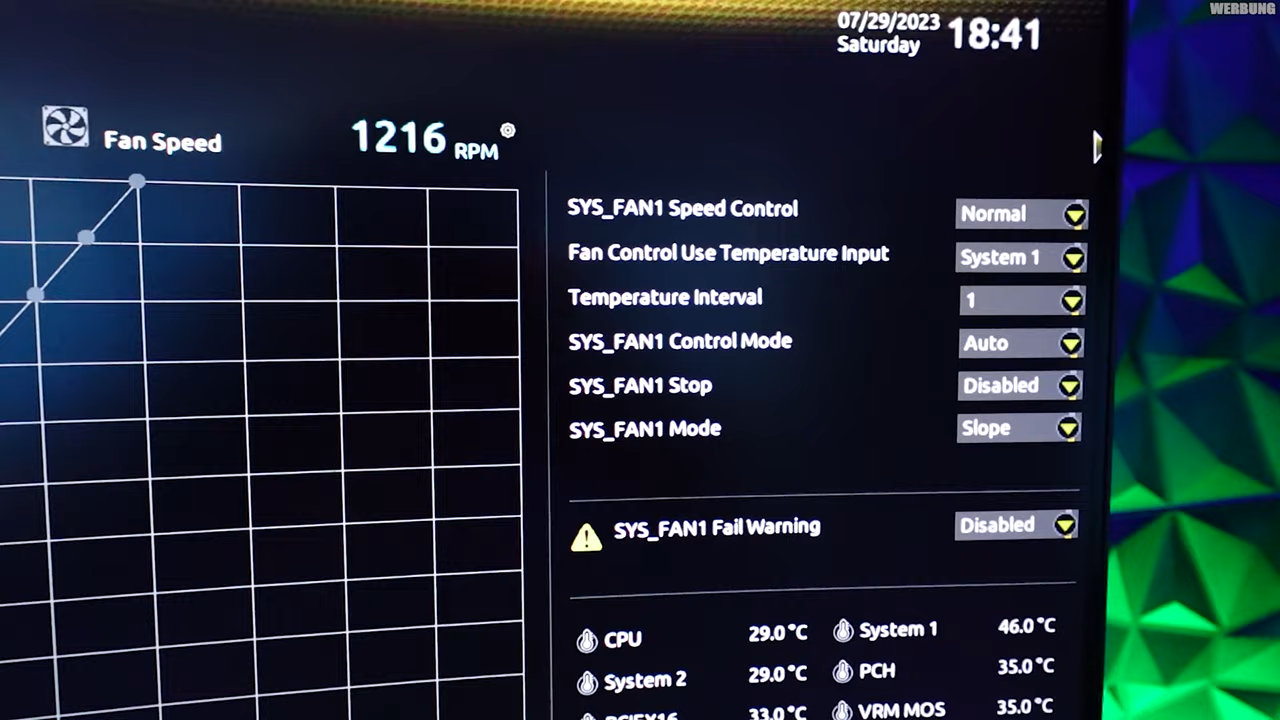 WERBUNG
07/29/2023
Saturday
18:41
Fan Speed
1216 RPM
SYS_FAN1 Speed Control
Normal
Fan Control Use Temperature Input
System 1
Temperature Interval
1
SYS_FAN1 Control Mode
Auto
SYS_FAN1 Stop
Disabled
SYS_FAN1 Mode
Slope
SYS_FAN1 Fail Warning
Disabled
CPU
29.0°C
System 1
46.0°C
System 2
29.0°C
PCH
35.0°C
PCIEX16
33.0°C
VRM MOS
35.0°C